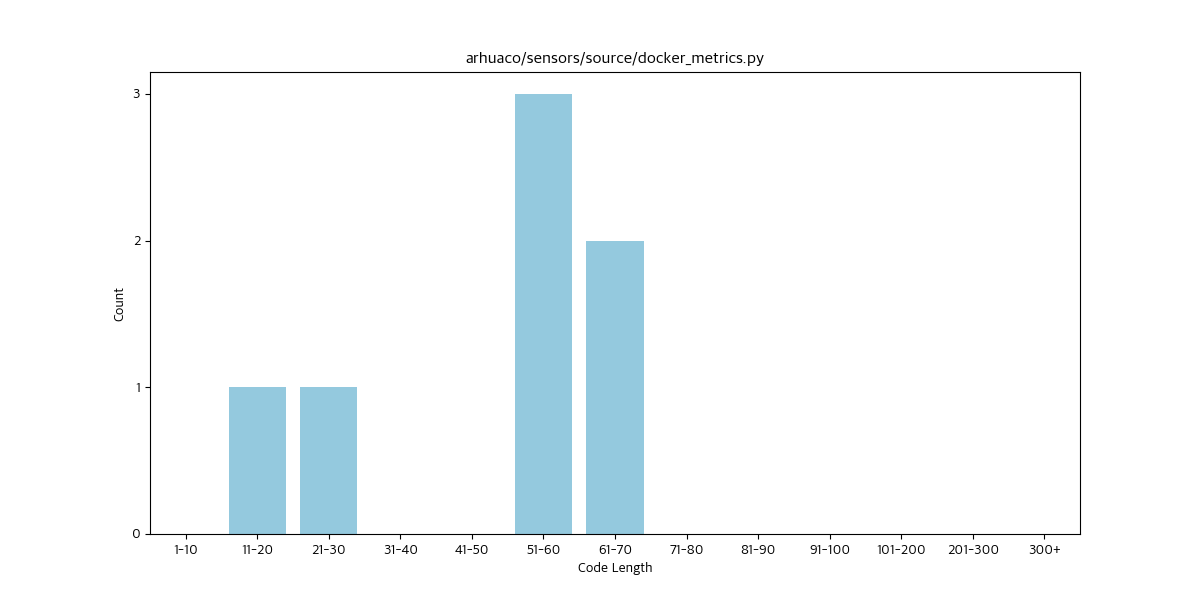 arhuaco/sensors/source/docker_metrics.py
3
2
1
0
Count
1-10 11-20 21-30 31-40 41-50 51-60 61-70 71-80 81-90 91-100 101-200 201-300 300+
Code Length